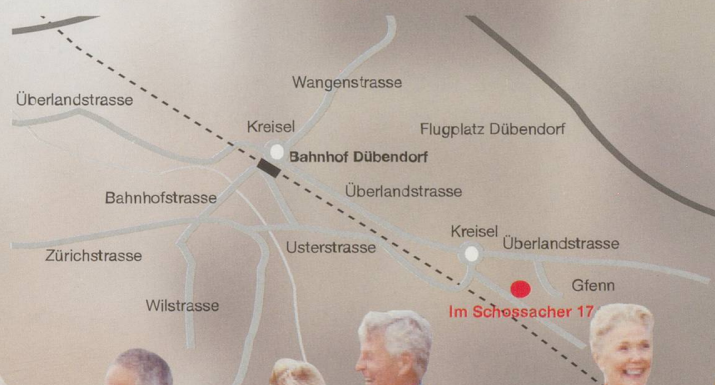 Wangenstrasse
Überlandstrasse
Kreisel
Flugplatz Dübendorf
Bahnhof Dübendorf
Überlandstrasse
Bahnhofstrasse
Kreisel
Überlandstrasse
Usterstrasse
Zürichstrasse
Gfenn
Wilstrasse
Im Schossacher 17